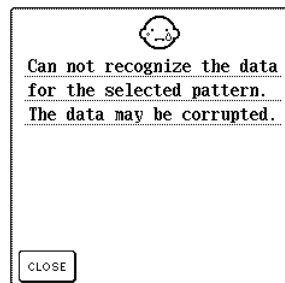 Can not recognize the data
for the selected pattern.
The data may be corrupted.
CLOSE